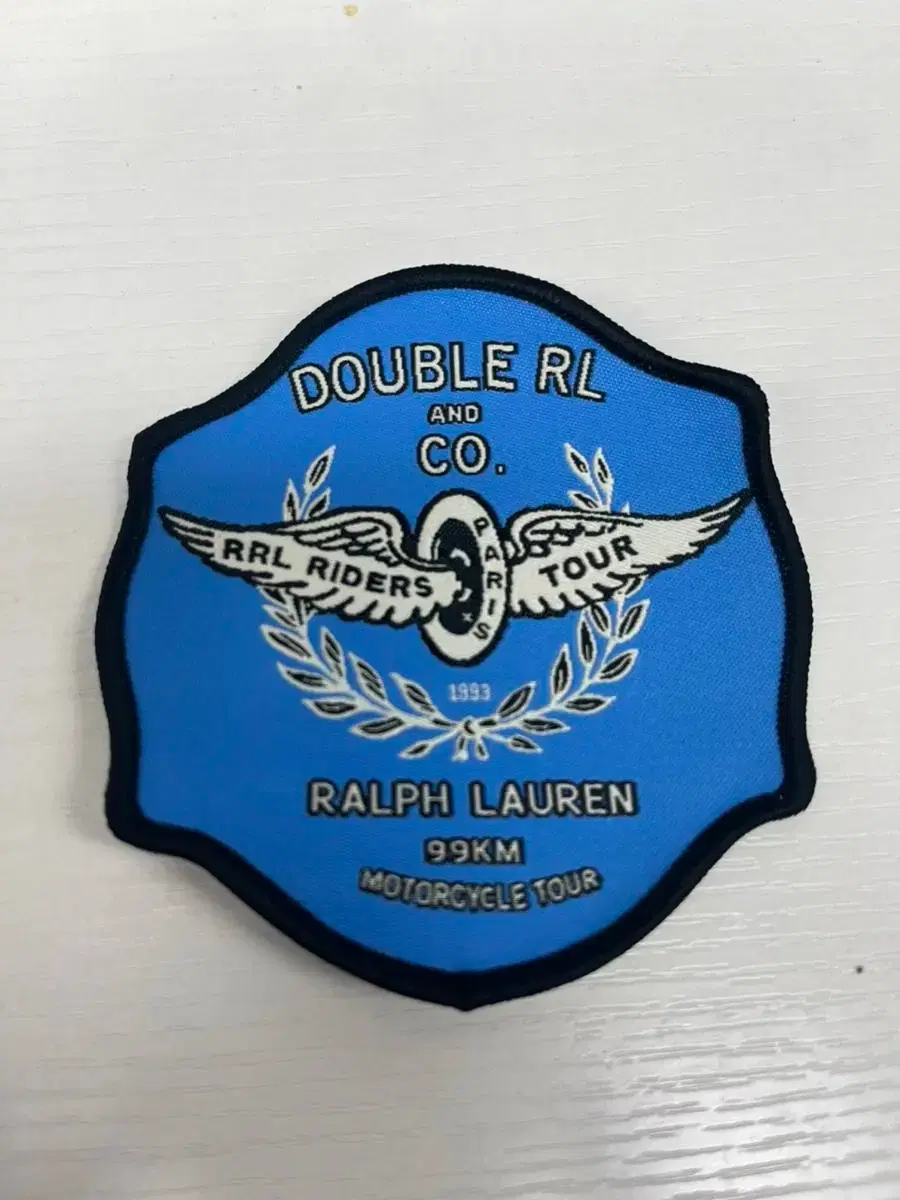 DOUBLE RL
AND
CO.
RRL RIDERS PARIS TOUR
1993
RALPH LAUREN
99KM
MOTORCYCLE TOUR